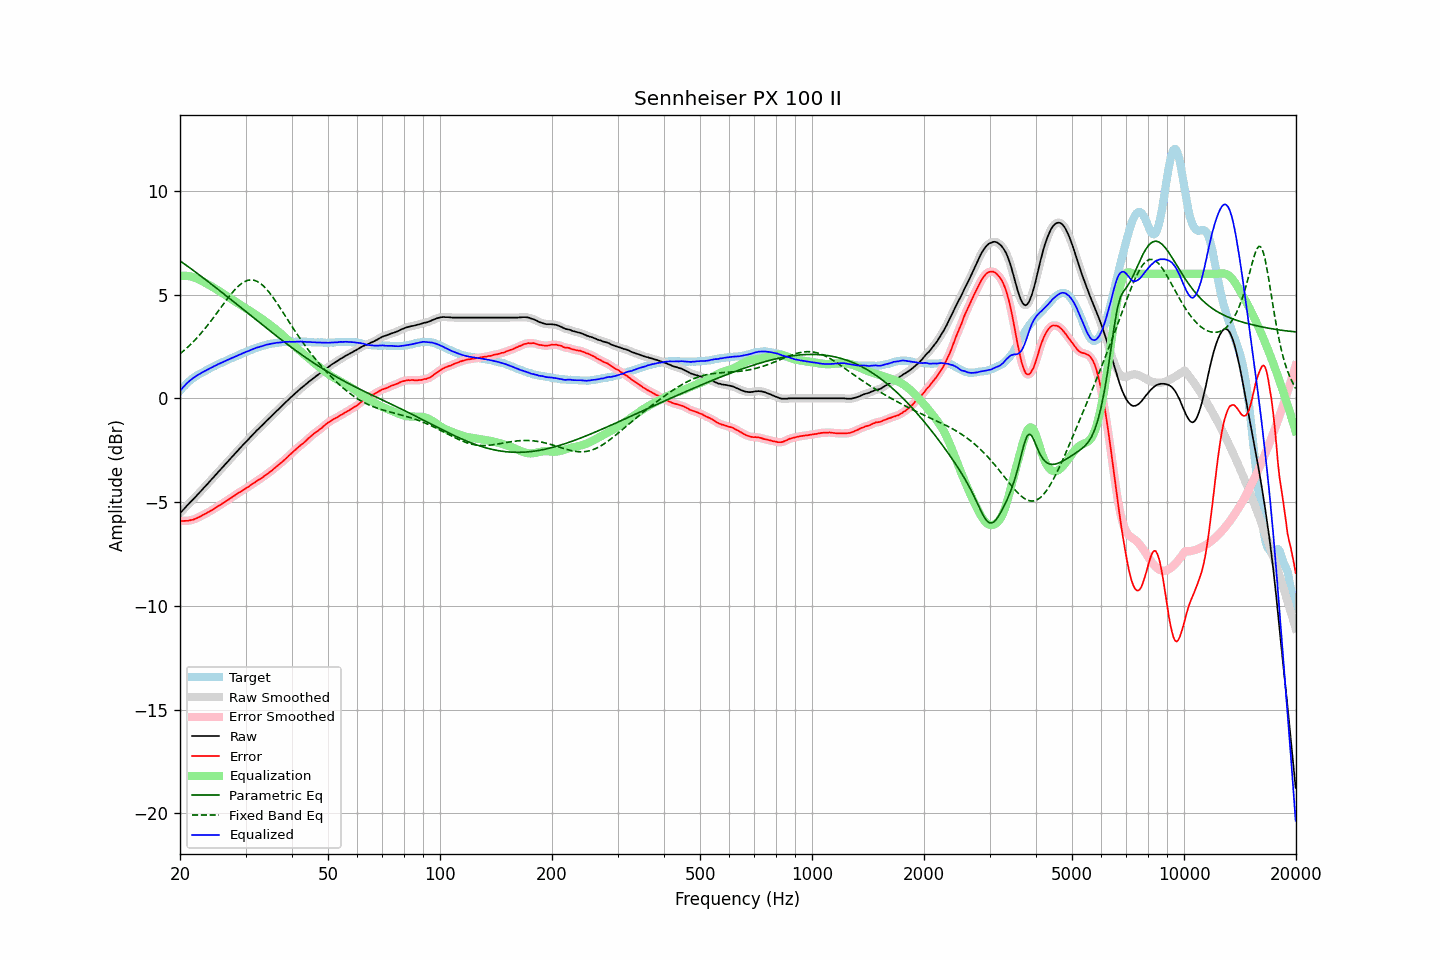 Sennheiser PX 100 II
Amplitude (dBr)
10
5
0
−5
−10
−15
−20
Target
Raw Smoothed
Error Smoothed
Raw
Error
Equalization
Parametric Eq
Fixed Band Eq
Equalized
20 50 100 200 500 1000 2000 5000 10000 20000
Frequency (Hz)